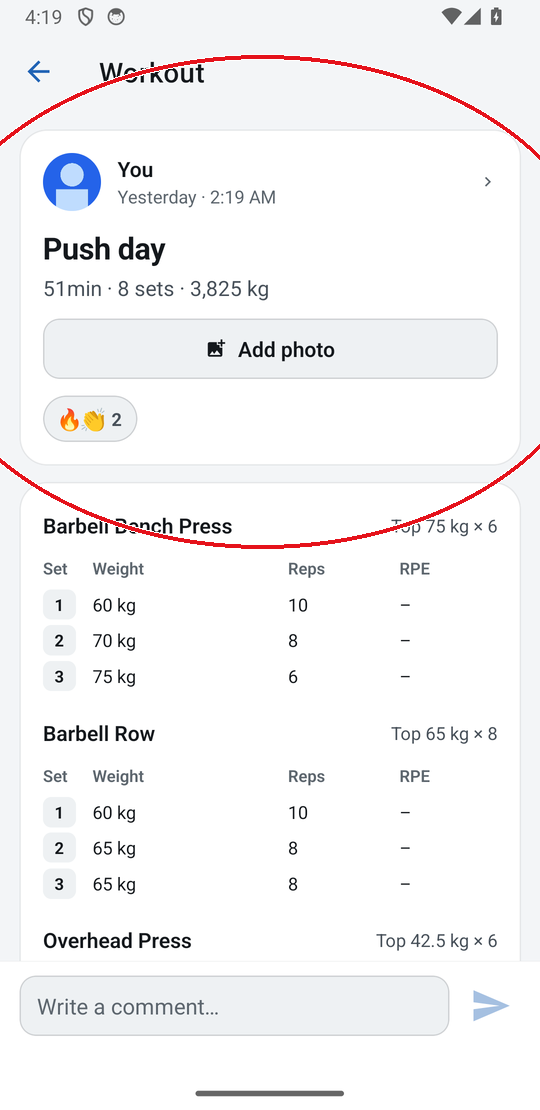 4:19
Workout
You
Yesterday · 2:19 AM
Push day
51min · 8 sets · 3,825 kg
Add photo
🔥👏 2
Barbell Bench Press Top 75 kg × 6
Set Weight Reps RPE
1 60 kg 10 –
2 70 kg 8 –
3 75 kg 6 –
Barbell Row Top 65 kg × 8
Set Weight Reps RPE
1 60 kg 10 –
2 65 kg 8 –
3 65 kg 8 –
Overhead Press Top 42.5 kg × 6
Write a comment…